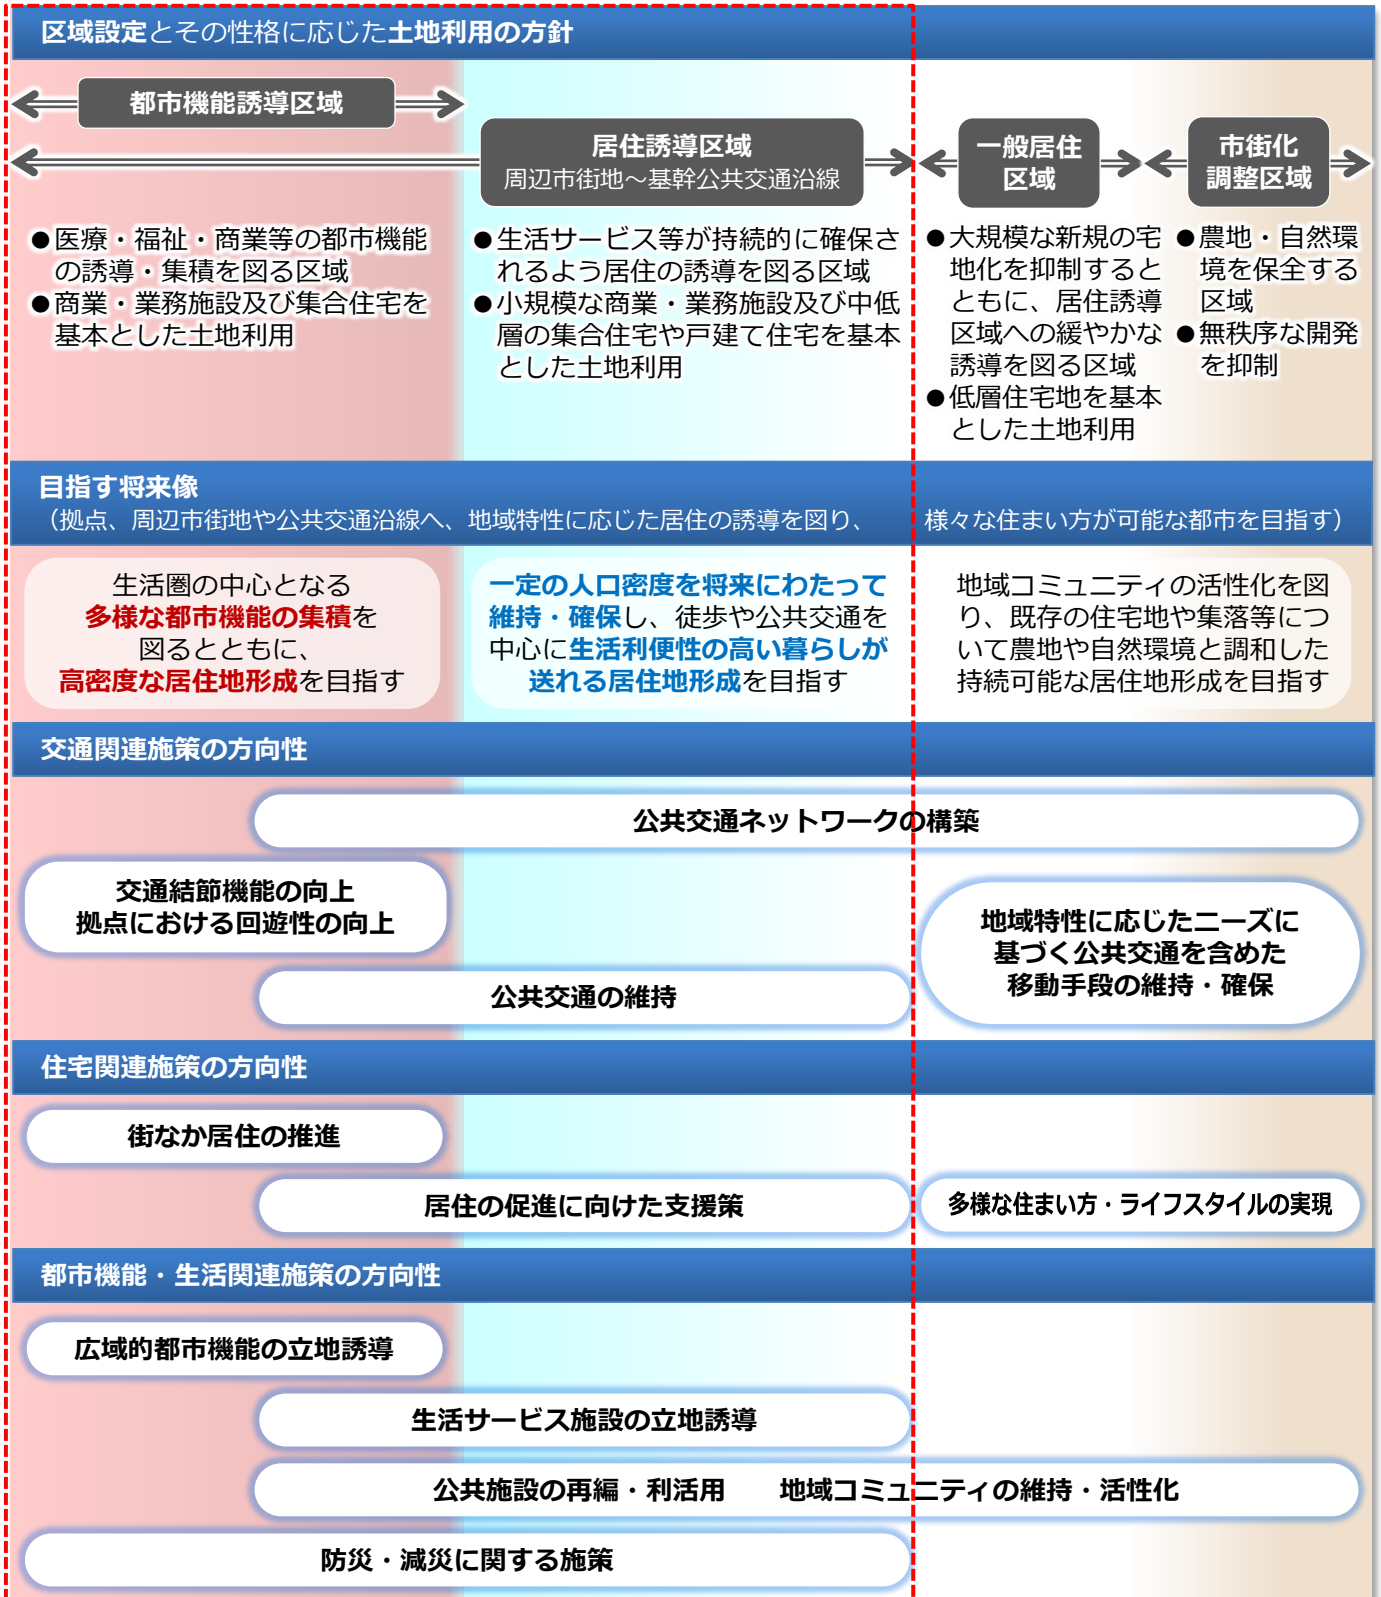 区域設定とその性格に応じた土地利用の方針
都市機能誘導区域
居住誘導区域
周辺市街地～基幹公共交通沿線
一般居住
区域
市街化
調整区域
●医療・福祉・商業等の都市機能
の誘導・集積を図る区域
●商業・業務施設及び集合住宅を
基本とした土地利用
●生活サービス等が持続的に確保さ
れるよう居住の誘導を図る区域
●小規模な商業・業務施設及び中低
層の集合住宅や戸建て住宅を基本
とした土地利用
●大規模な新規の宅
地化を抑制すると
ともに、居住誘導
区域への緩やかな
誘導を図る区域
●低層住宅地を基本
とした土地利用
●農地・自然環
境を保全する
区域
●無秩序な開発
を抑制
目指す将来像
（拠点、周辺市街地や公共交通沿線へ、地域特性に応じた居住の誘導を図り、 様々な住まい方が可能な都市を目指す）
生活圏の中心となる
多様な都市機能の集積を
図るとともに、
高密度な居住地形成を目指す
一定の人口密度を将来にわたって
維持・確保し、徒歩や公共交通を
中心に生活利便性の高い暮らしが
送れる居住地形成を目指す
地域コミュニティの活性化を図
り、既存の住宅地や集落等につ
いて農地や自然環境と調和した
持続可能な居住地形成を目指す
交通関連施策の方向性
公共交通ネットワークの構築
交通結節機能の向上
拠点における回遊性の向上
地域特性に応じたニーズに
基づく公共交通を含めた
移動手段の維持・確保
公共交通の維持
住宅関連施策の方向性
街なか居住の推進
居住の促進に向けた支援策
多様な住まい方・ライフスタイルの実現
都市機能・生活関連施策の方向性
広域的都市機能の立地誘導
生活サービス施設の立地誘導
公共施設の再編・利活用 地域コミュニティの維持・活性化
防災・減災に関する施策